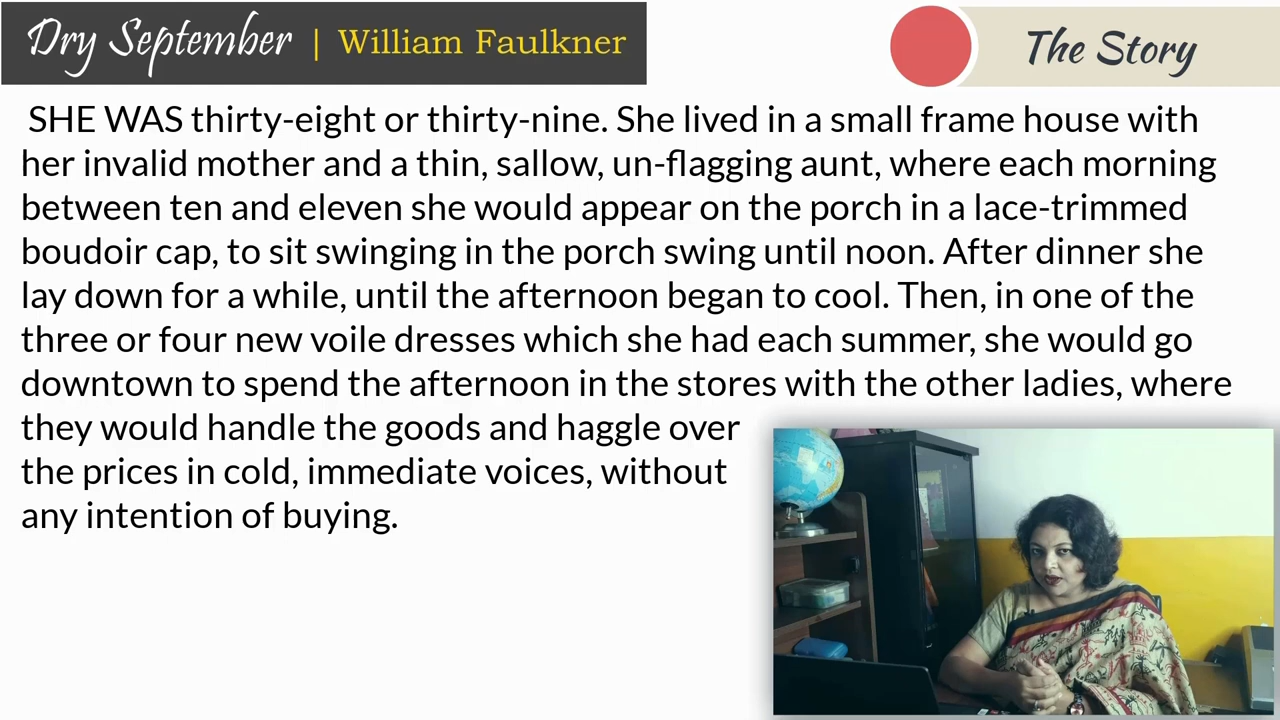 Dry September | William Faulkner
The Story
SHE WAS thirty-eight or thirty-nine. She lived in a small frame house with
her invalid mother and a thin, sallow, un-flagging aunt, where each morning
between ten and eleven she would appear on the porch in a lace-trimmed
boudoir cap, to sit swinging in the porch swing until noon. After dinner she
lay down for a while, until the afternoon began to cool. Then, in one of the
three or four new voile dresses which she had each summer, she would go
downtown to spend the afternoon in the stores with the other ladies, where
they would handle the goods and haggle over
the prices in cold, immediate voices, without
any intention of buying.